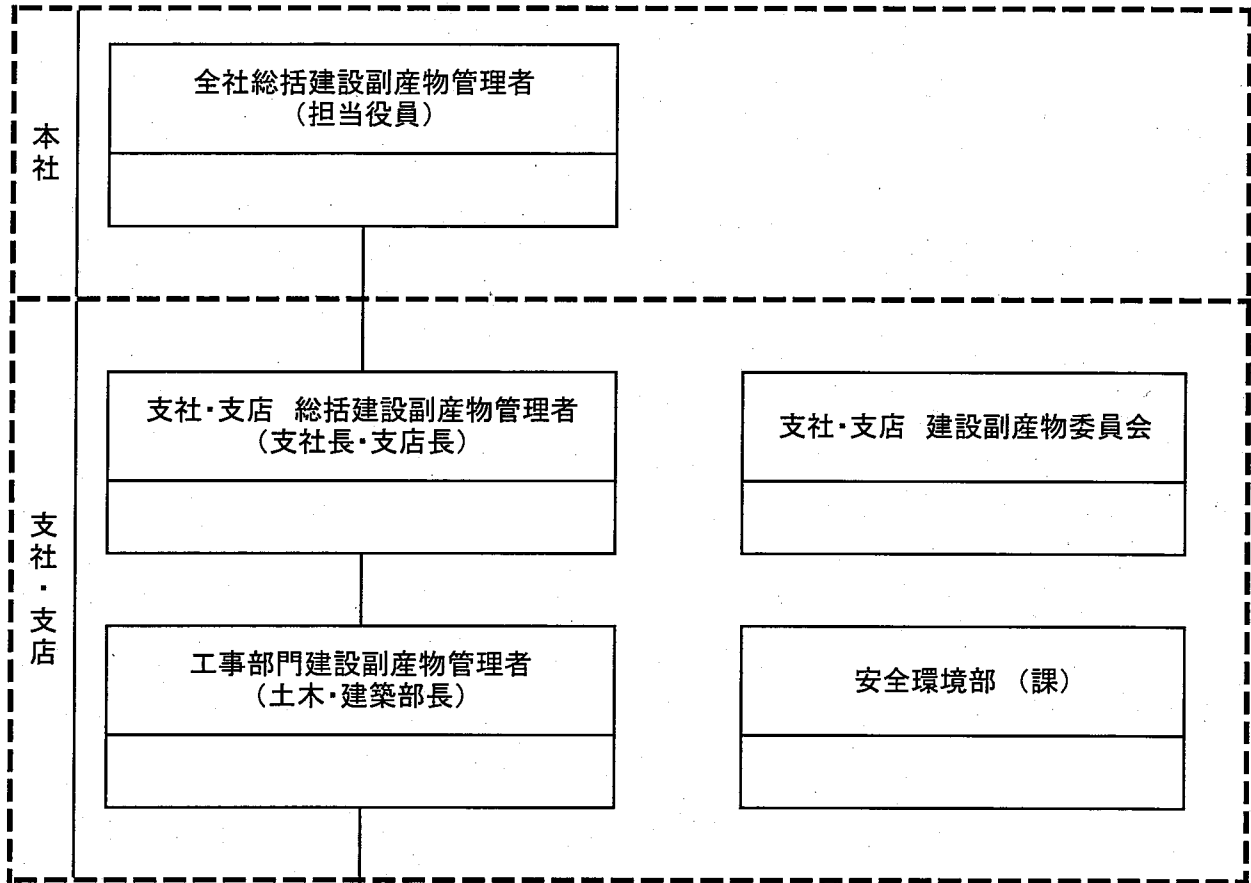 本社
全社総括建設副産物管理者
（担当役員）
支社・支店
支社・支店 総括建設副産物管理者
（支社長・支店長）
支社・支店 建設副産物委員会
工事部門建設副産物管理者
（土木・建築部長）
安全環境部 （課）